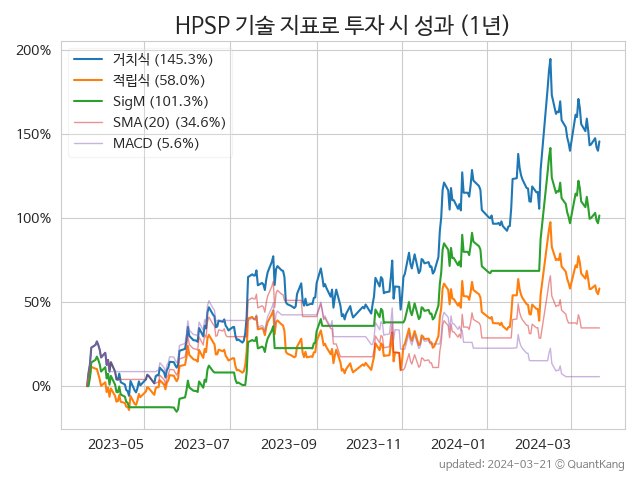 HPSP 기술 지표로 투자 시 성과 (1년)
200%
150%
100%
50%
0%
거치식 (145.3%)
적립식 (58.0%)
SigM (101.3%)
SMA(20) (34.6%)
MACD (5.6%)
2023-05 2023-07 2023-09 2023-11 2024-01 2024-03
updated: 2024-03-21 © QuantKang